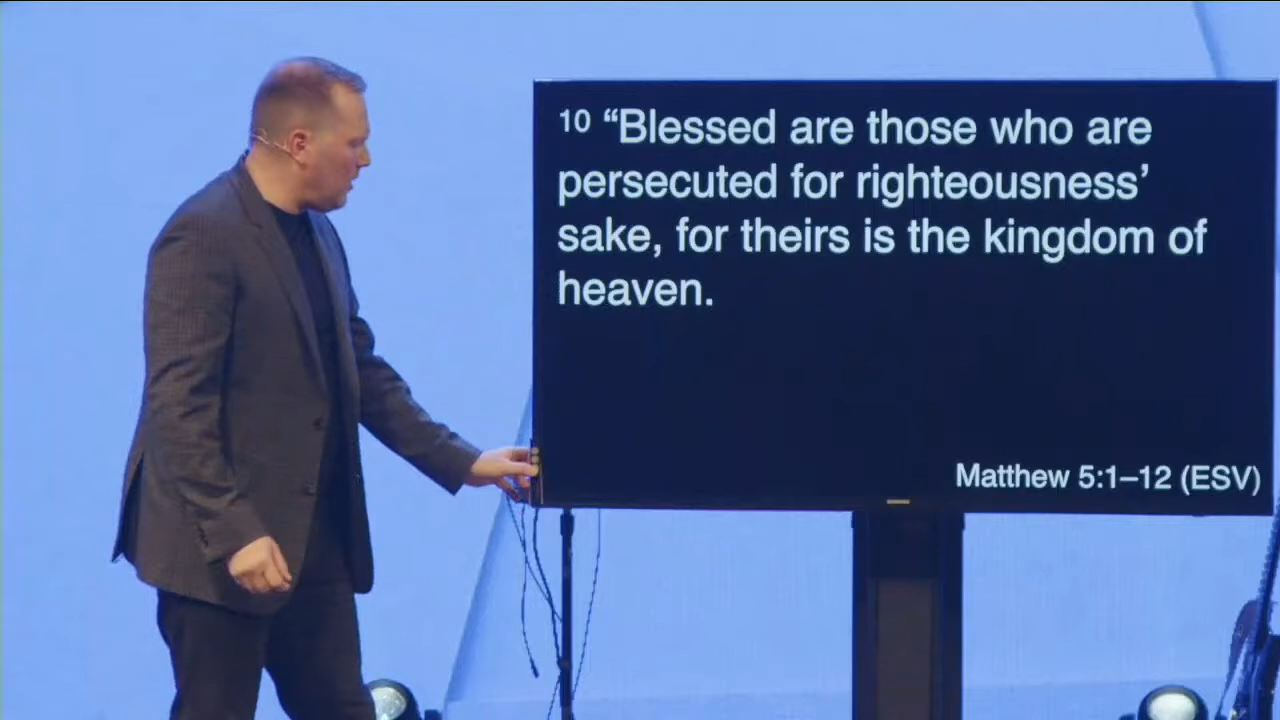 10 “Blessed are those who are
persecuted for righteousness’
sake, for theirs is the kingdom of
heaven.
Matthew 5:1–12 (ESV)